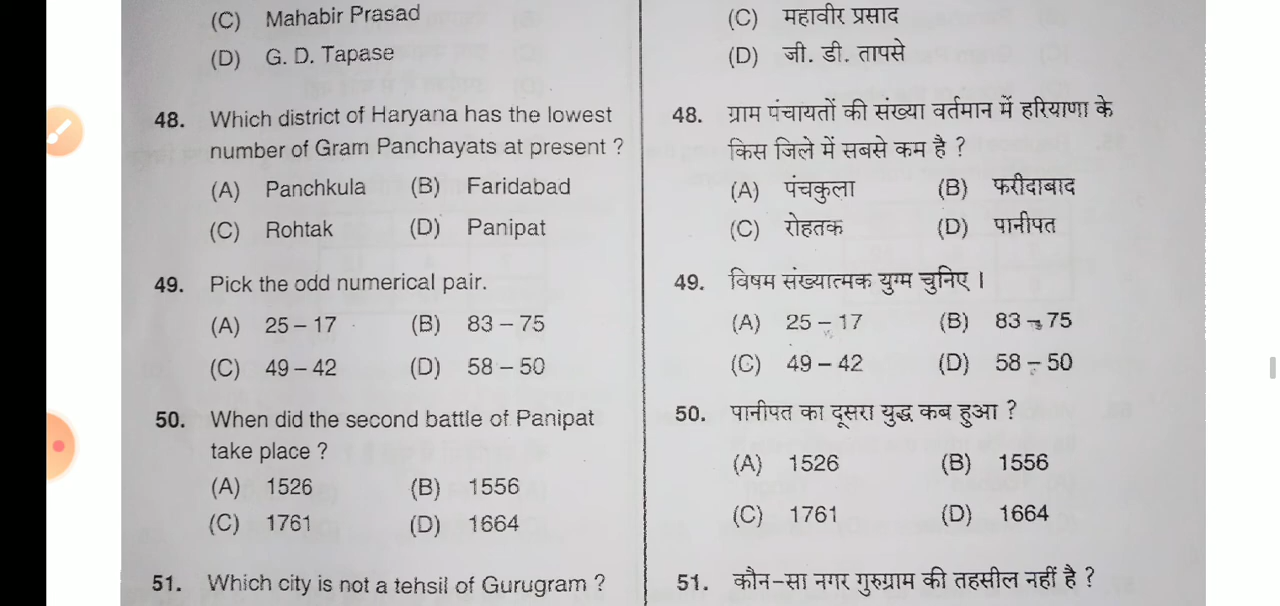 (C) Mahabir Prasad
(D) G. D. Tapase
48. Which district of Haryana has the lowest
number of Gram Panchayats at present ?
(A) Panchkula (B) Faridabad
(C) Rohtak (D) Panipat
49. Pick the odd numerical pair.
(A) 25 – 17 (B) 83 – 75
(C) 49 – 42 (D) 58 – 50
50. When did the second battle of Panipat
take place ?
(A) 1526 (B) 1556
(C) 1761 (D) 1664
51. Which city is not a tehsil of Gurugram ?
(C) महावीर प्रसाद
(D) जी. डी. तापसे
48. ग्राम पंचायतों की संख्या वर्तमान में हरियाणा के
किस जिले में सबसे कम है ?
(A) पंचकुला (B) फरीदाबाद
(C) रोहतक (D) पानीपत
49. विषम संख्यात्मक युग्म चुनिए ।
(A) 25 – 17 (B) 83 – 75
(C) 49 – 42 (D) 58 – 50
50. पानीपत का दूसरा युद्ध कब हुआ ?
(A) 1526 (B) 1556
(C) 1761 (D) 1664
51. कौन-सा नगर गुरुग्राम की तहसील नहीं है ?